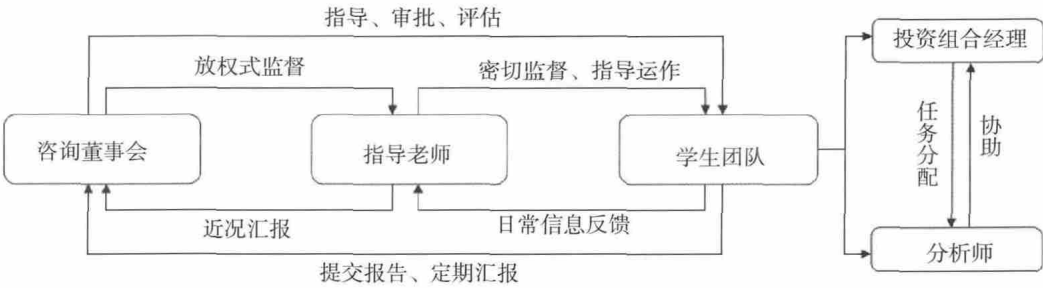 指导、审批、评估
投资组合经理
放权式监督
密切监督、指导运作
咨询董事会
指导老师
学生团队
任务分配
协助
近况汇报
日常信息反馈
分析师
提交报告、定期汇报